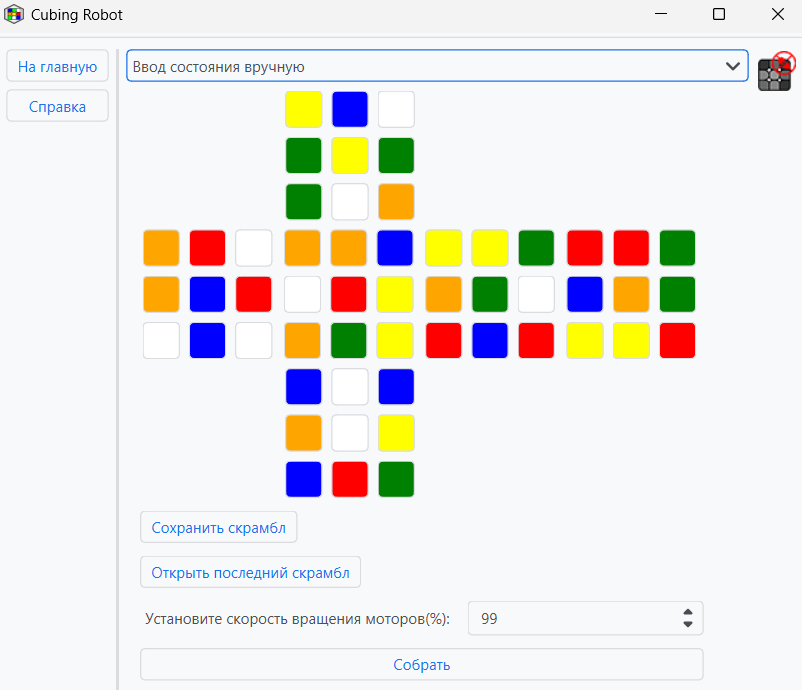 Cubing Robot
На главную
Ввод состояния вручную
Справка
Сохранить скрамбл
Открыть последний скрамбл
Установите скорость вращения моторов(%): 99
Собрать